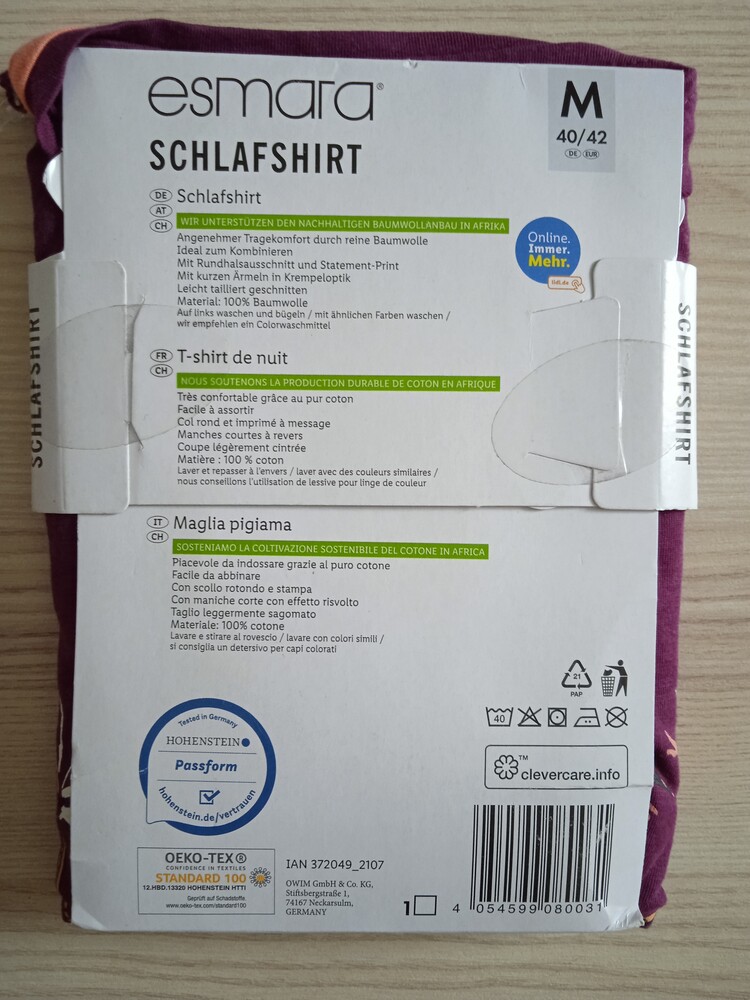 esmara®
SCHLAFSHIRT
M
40/42
DE EUR
DE Schlafshirt
AT
CH WIR UNTERSTÜTZEN DEN NACHHALTIGEN BAUMWOLLANBAU IN AFRIKA
Angenehmer Tragekomfort durch reine Baumwolle
Ideal zum Kombinieren
Mit Rundhalsausschnitt und Statement-Print
Mit kurzen Ärmeln in Krempeloptik
Leicht tailliert geschnitten
Material: 100% Baumwolle
Auf links waschen und bügeln / mit ähnlichen Farben waschen /
wir empfehlen ein Colorwaschmittel
Online.
Immer.
Mehr.
lidl.de
SCHLAFSHIRT
SCHLAFSHIRT
FR T-shirt de nuit
CH
NOUS SOUTENONS LA PRODUCTION DURABLE DE COTON EN AFRIQUE
Très confortable grâce au pur coton
Facile à assortir
Col rond et imprimé à message
Manches courtes à revers
Coupe légèrement cintrée
Matière : 100 % coton
Laver et repasser à l'envers / laver avec des couleurs similaires /
nous conseillons l'utilisation de lessive pour linge de couleur
IT Maglia pigiama
CH
SOSTENIAMO LA COLTIVAZIONE SOSTENIBILE DEL COTONE IN AFRICA
Piacevole da indossare grazie al puro cotone
Facile da abbinare
Con scollo rotondo e stampa
Con maniche corte con effetto risvolto
Taglio leggermente sagomato
Materiale: 100% cotone
Lavare e stirare al rovescio / lavare con colori simili /
si consiglia un detersivo per capi colorati
21
PAP
40
™
clevercare.info
Tested in Germany
HOHENSTEIN
Passform
hohenstein.de/vertrauen
OEKO-TEX®
CONFIDENCE IN TEXTILES
STANDARD 100
12.HBD.13320 HOHENSTEIN HTTI
Geprüft auf Schadstoffe
www.oeko-tex.com/standard100
IAN 372049_2107
OWIM GmbH & Co. KG,
Stiftsbergstraße 1,
74167 Neckarsulm,
GERMANY
1
4 054599 080031